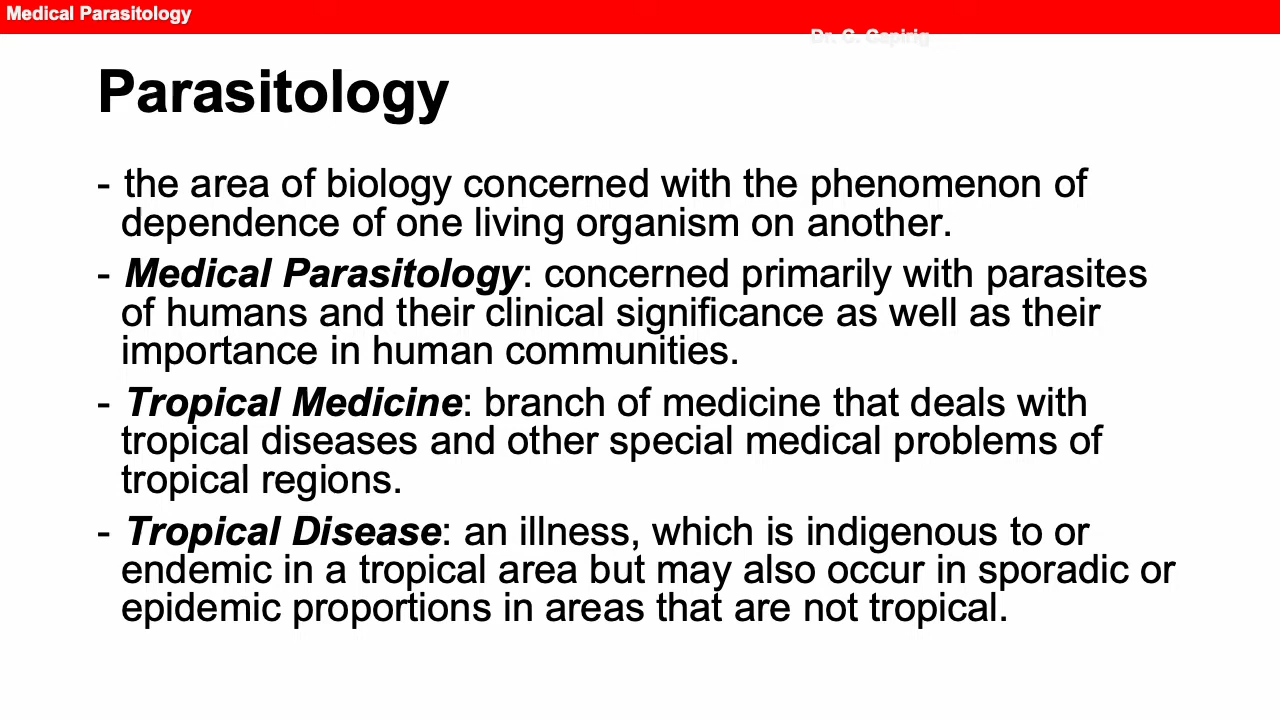 Medical Parasitology
Parasitology
- the area of biology concerned with the phenomenon of
dependence of one living organism on another.
- Medical Parasitology: concerned primarily with parasites
of humans and their clinical significance as well as their
importance in human communities.
- Tropical Medicine: branch of medicine that deals with
tropical diseases and other special medical problems of
tropical regions.
- Tropical Disease: an illness, which is indigenous to or
endemic in a tropical area but may also occur in sporadic or
epidemic proportions in areas that are not tropical.